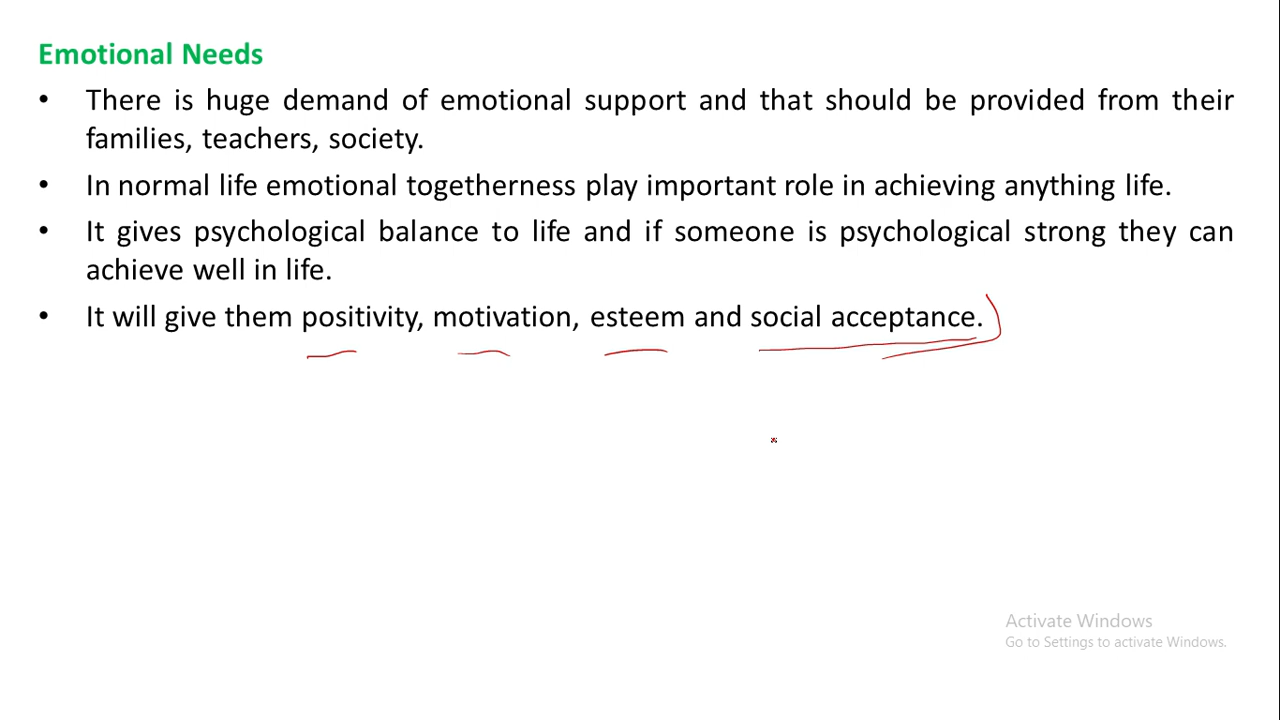 Emotional Needs
• There is huge demand of emotional support and that should be provided from their
families, teachers, society.
• In normal life emotional togetherness play important role in achieving anything life.
• It gives psychological balance to life and if someone is psychological strong they can
achieve well in life.
• It will give them positivity, motivation, esteem and social acceptance.
Activate Windows
Go to Settings to activate Windows.